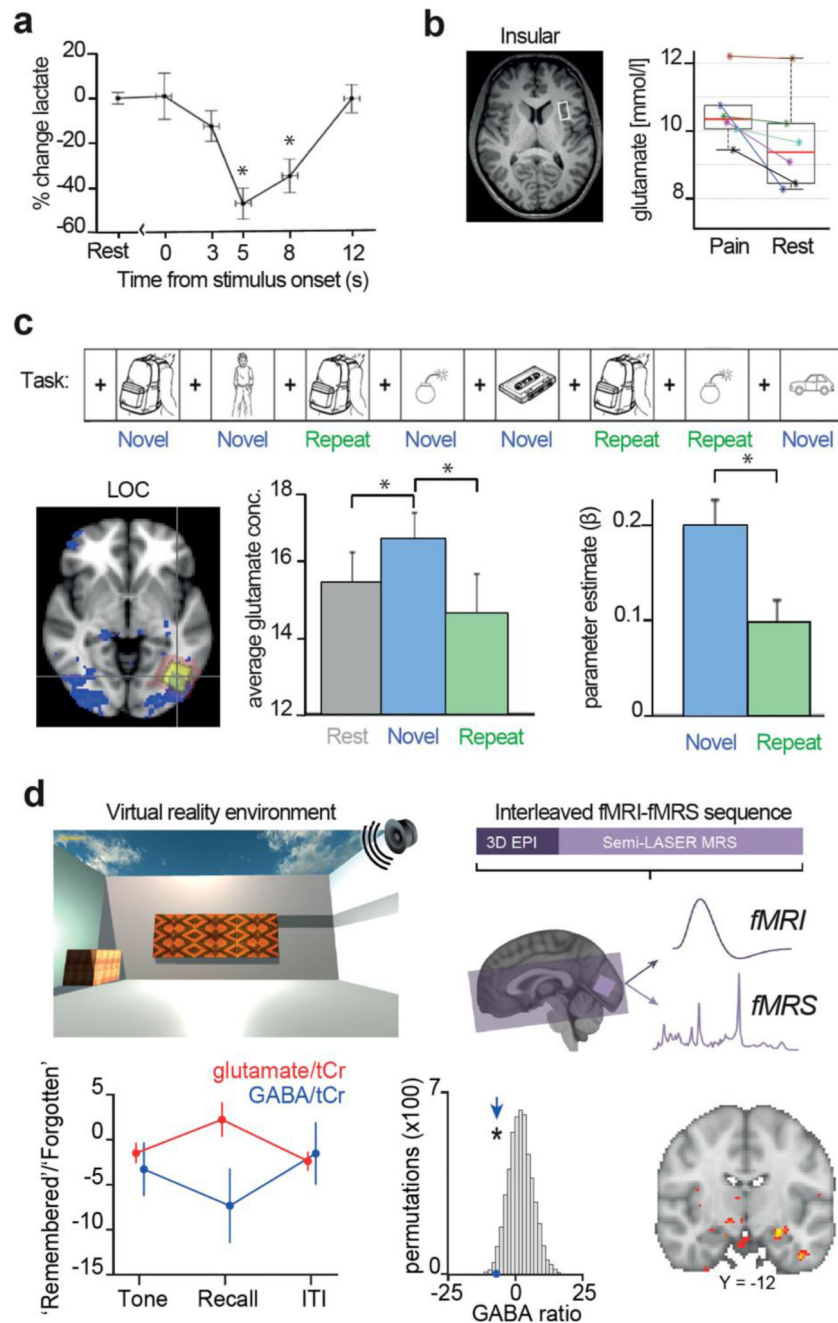 a
% change lactate
20
0
-20
-40
-60
*
*
Rest
0
3
5
8
12
Time from stimulus onset (s)
b
Insular
glutamate [mmol/l]
12
10
8
Pain
Rest
c
Task:
+ + + + + + + +
Novel Novel Repeat Novel Repeat Repeat Novel
LOC
average glutamate conc.
18
16
15
14
12
*
*
Rest Novel Repeat
parameter estimate (β)
0.2
0.1
0
*
Novel Repeat
d
Virtual reality environment
Interleaved fMRI-fMRS sequence
3D EPI
Semi-LASER MRS
fMRI
fMRS
'Remembered'/'Forgotten'
glutamate/tCr
GABA/tCr
5
0
-5
-10
-15
Tone
Recall
ITI
permutations (x100)
7
0
*
-25
0
25
GABA ratio
Y = -12